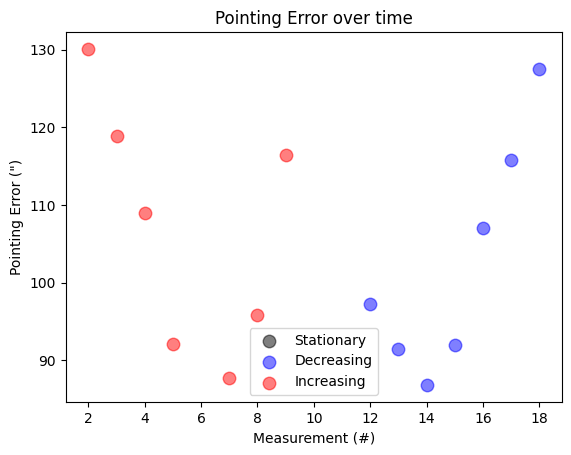 Pointing Error over time
130
120
110
100
90
Pointing Error (")
Stationary
Decreasing
Increasing
2 4 6 8 10 12 14 16 18
Measurement (#)